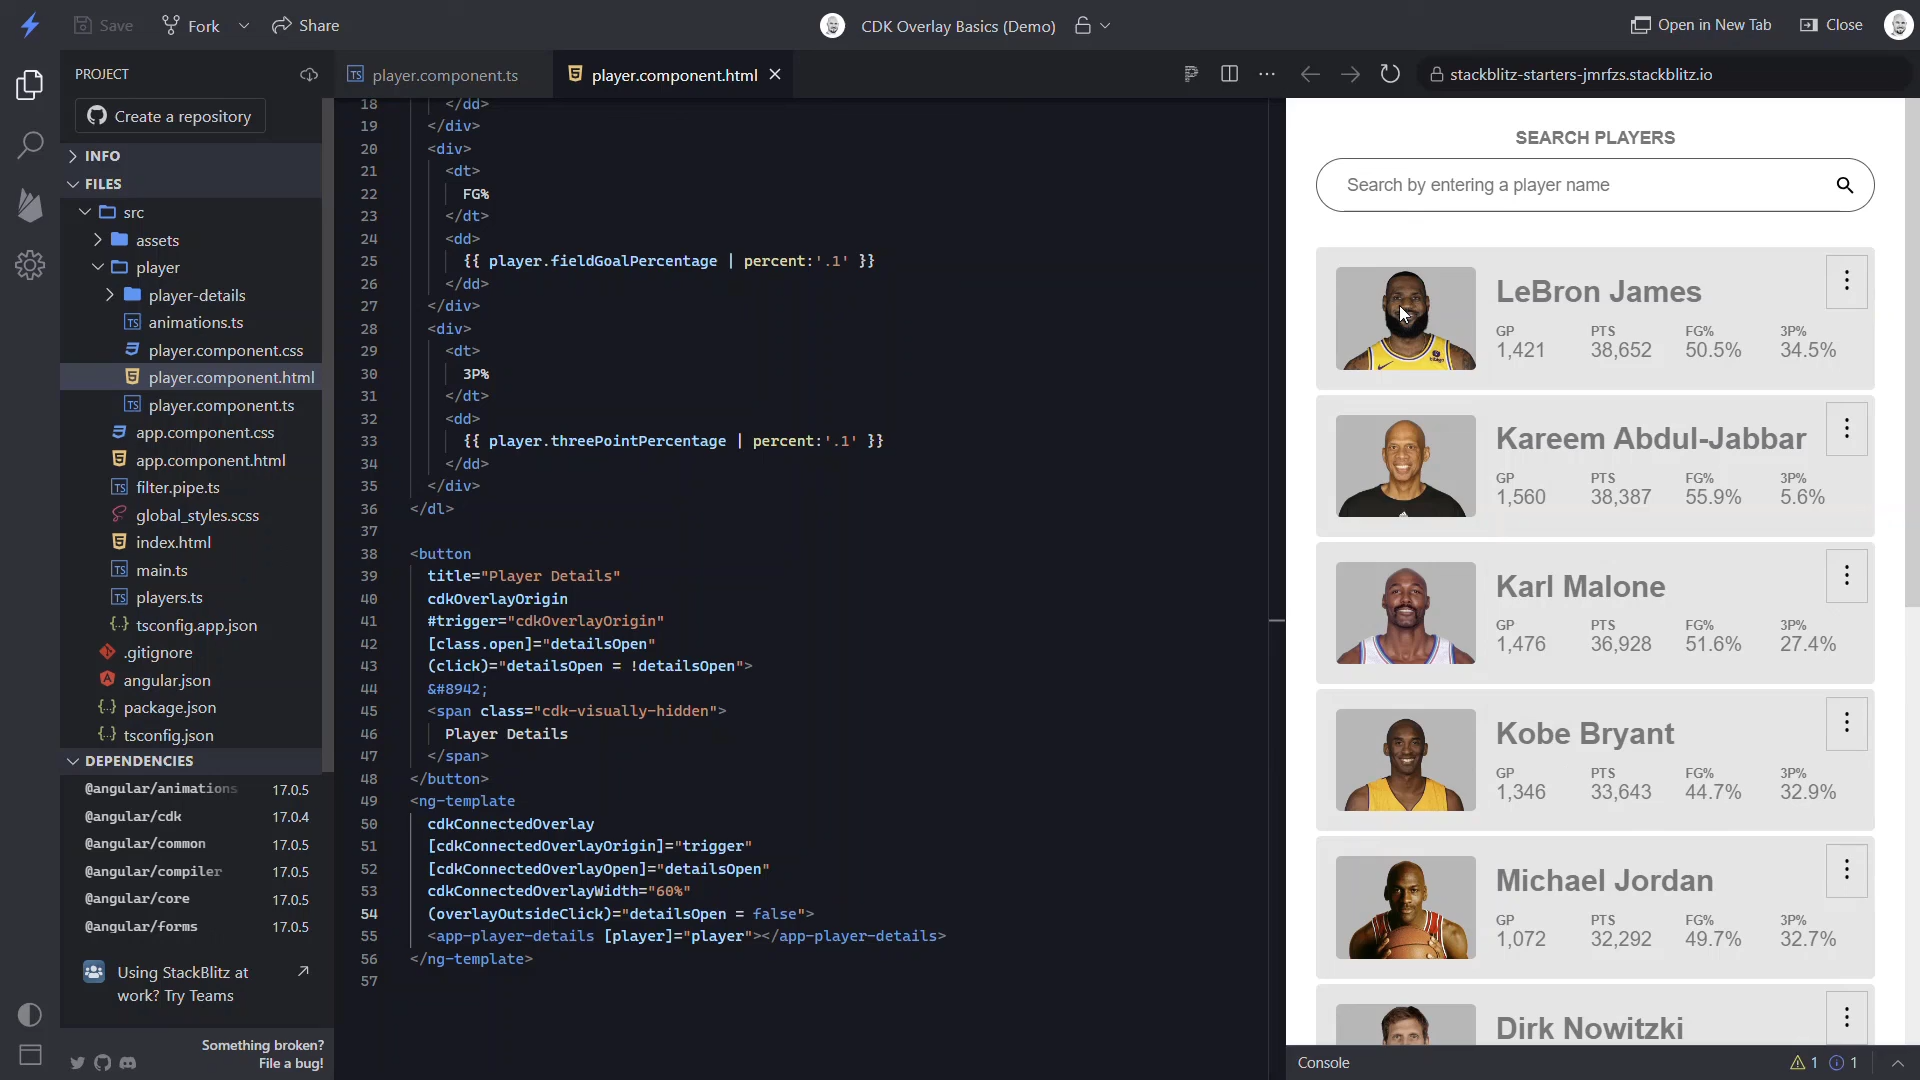 Save
Fork
Share
CDK Overlay Basics (Demo)
Open in New Tab
Close
PROJECT
Create a repository
INFO
FILES
src
assets
player
player-details
animations.ts
player.component.css
player.component.html
player.component.ts
app.component.css
app.component.html
filter.pipe.ts
global_styles.scss
index.html
main.ts
players.ts
tsconfig.app.json
.gitignore
angular.json
package.json
tsconfig.json
DEPENDENCIES
@angular/animations 17.0.5
@angular/cdk 17.0.4
@angular/common 17.0.5
@angular/compiler 17.0.5
@angular/core 17.0.5
@angular/forms 17.0.5
Using StackBlitz at
work? Try Teams
Something broken?
File a bug!
player.component.ts
player.component.html
18 </dd>
19 </div>
20 <div>
21 <dt>
22 FG%
23 </dt>
24 <dd>
25 {{ player.fieldGoalPercentage | percent:'.1' }}
26 </dd>
27 </div>
28 <div>
29 <dt>
30 3P%
31 </dt>
32 <dd>
33 {{ player.threePointPercentage | percent:'.1' }}
34 </dd>
35 </div>
36 </dl>
37
38 <button
39 title="Player Details"
40 cdkOverlayOrigin
41 #trigger="cdkOverlayOrigin"
42 [class.open]="detailsOpen"
43 (click)="detailsOpen = !detailsOpen">
44 &#8942;
45 <span class="cdk-visually-hidden">
46 Player Details
47 </span>
48 </button>
49 <ng-template
50 cdkConnectedOverlay
51 [cdkConnectedOverlayOrigin]="trigger"
52 [cdkConnectedOverlayOpen]="detailsOpen"
53 cdkConnectedOverlayWidth="60%"
54 (overlayOutsideClick)="detailsOpen = false">
55 <app-player-details [player]="player"></app-player-details>
56 </ng-template>
57
stackblitz-starters-jmrfzs.stackblitz.io
SEARCH PLAYERS
Search by entering a player name
LeBron James
GP PTS FG% 3P%
1,421 38,652 50.5% 34.5%
Kareem Abdul-Jabbar
GP PTS FG% 3P%
1,560 38,387 55.9% 5.6%
Karl Malone
GP PTS FG% 3P%
1,476 36,928 51.6% 27.4%
Kobe Bryant
GP PTS FG% 3P%
1,346 33,643 44.7% 32.9%
Michael Jordan
GP PTS FG% 3P%
1,072 32,292 49.7% 32.7%
Dirk Nowitzki
Console
1 1